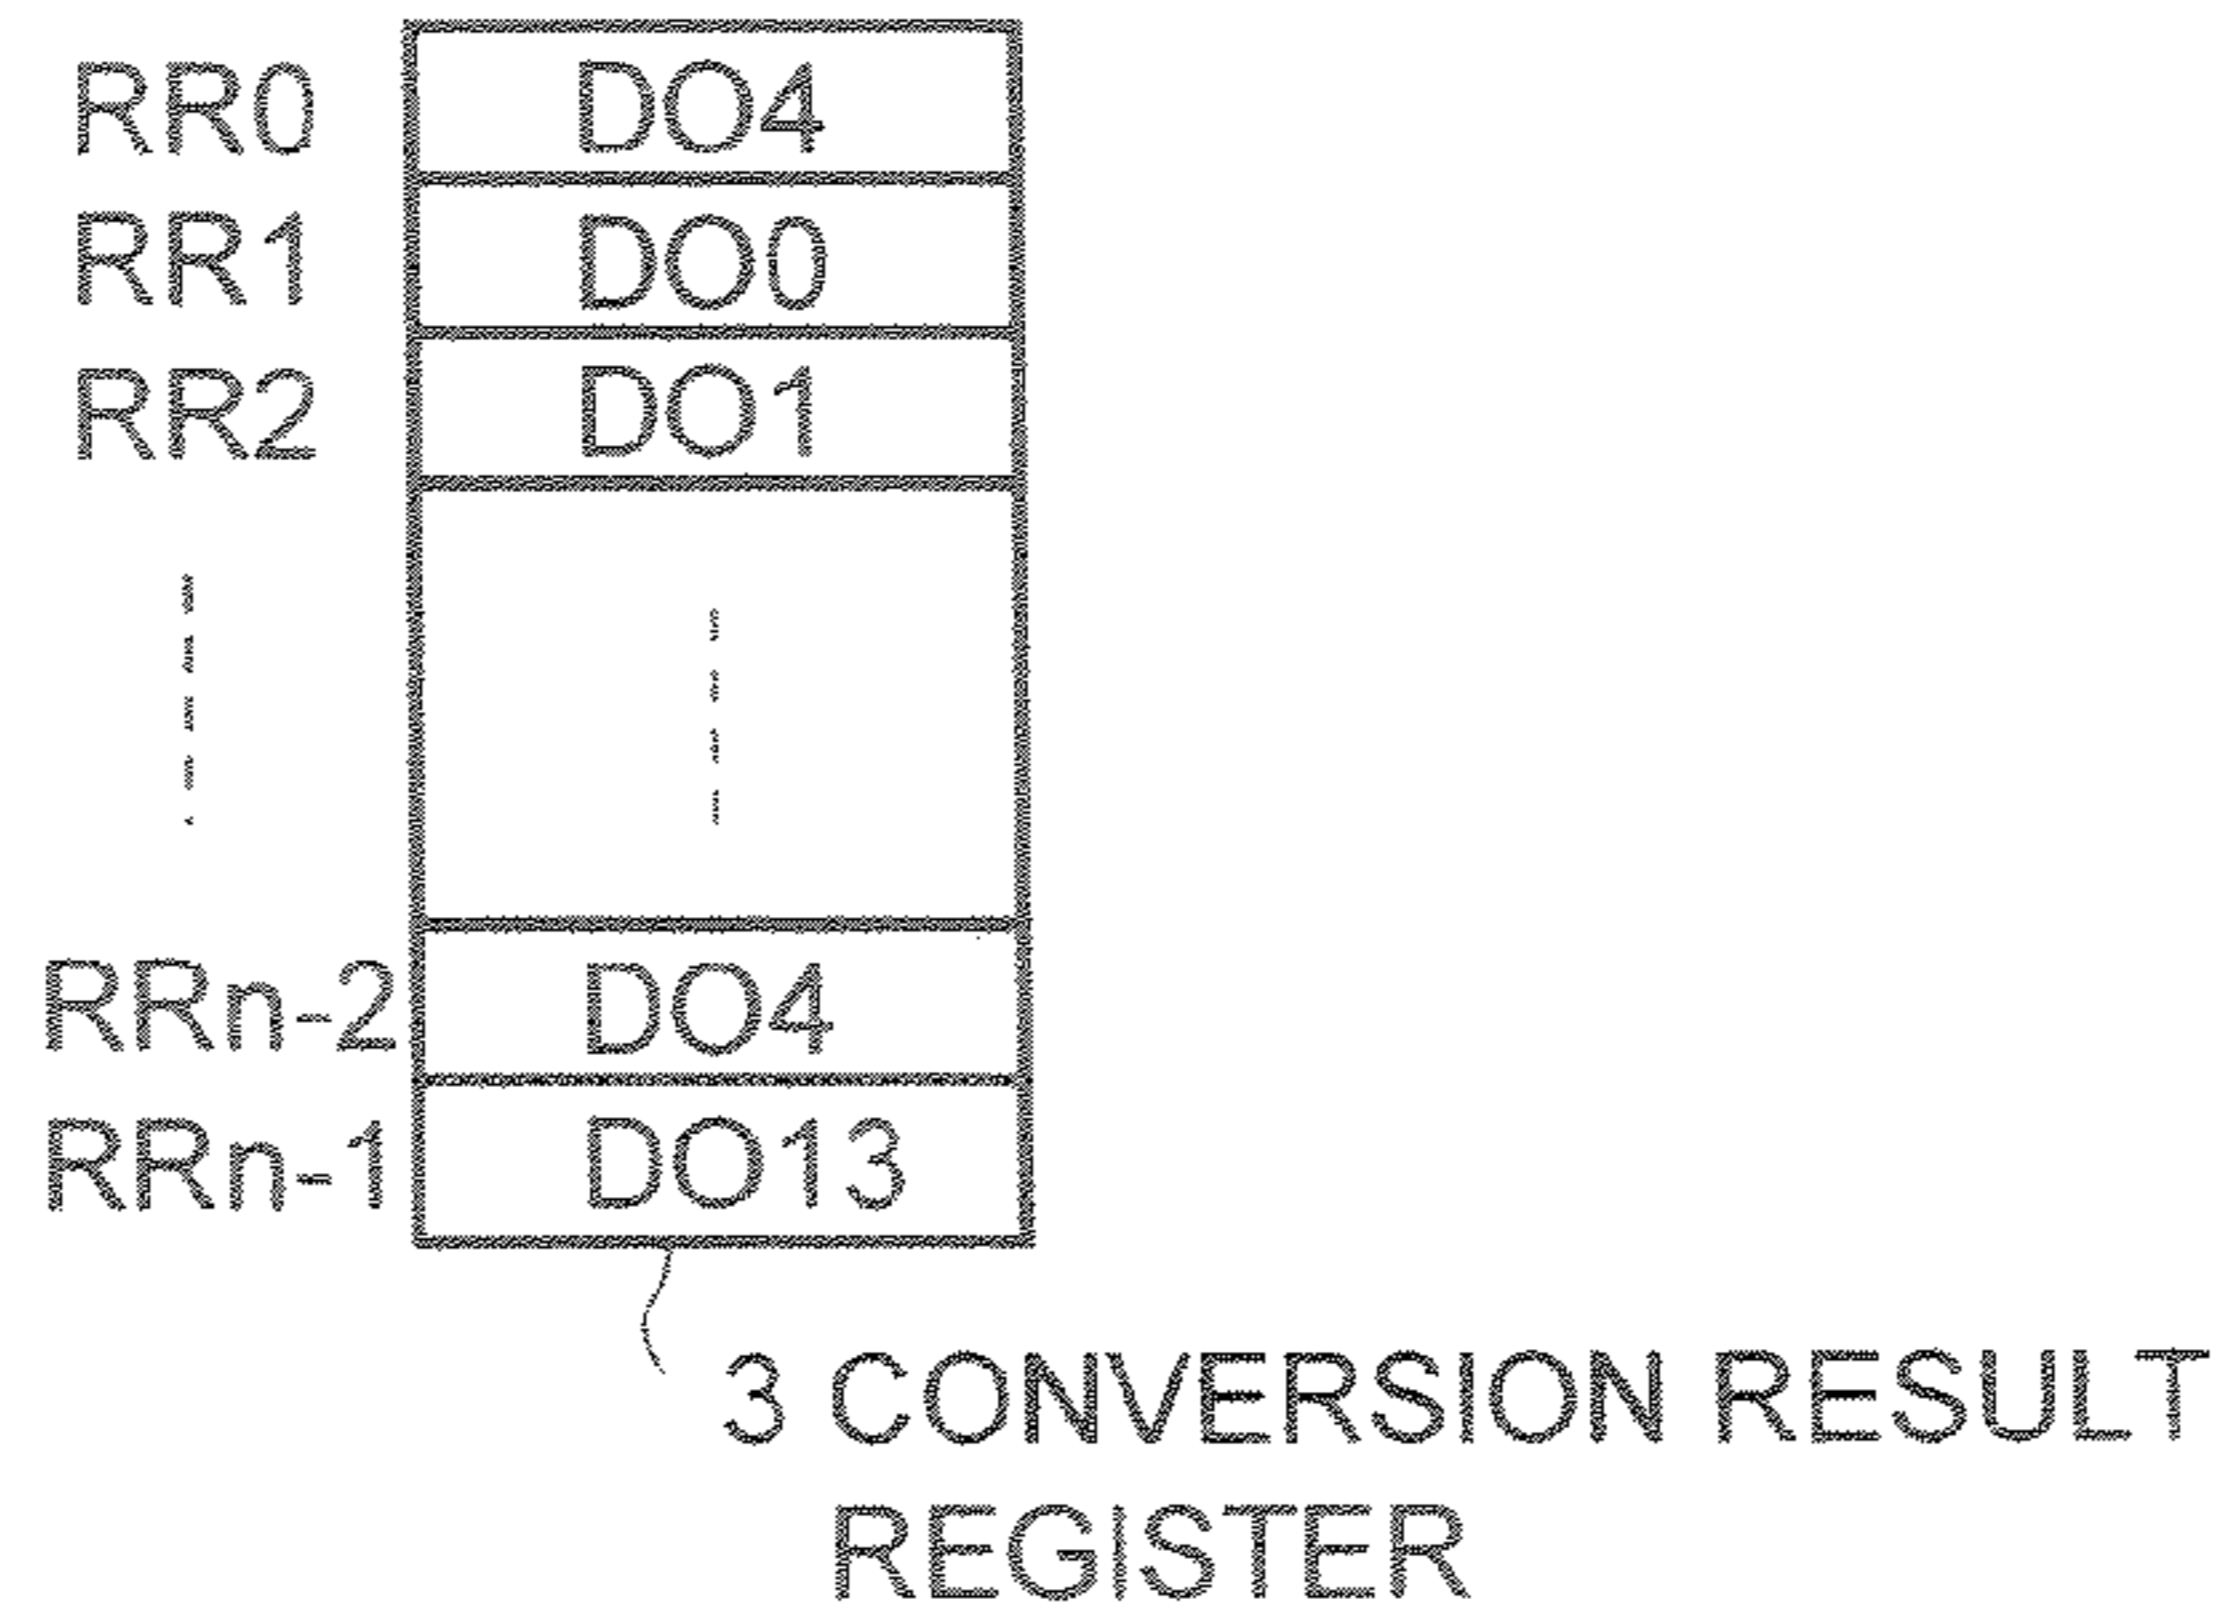 RR0 DO4
RR1 DO0
RR2 DO1
RRn-2 DO4
RRn-1 DO13
3 CONVERSION RESULT
REGISTER